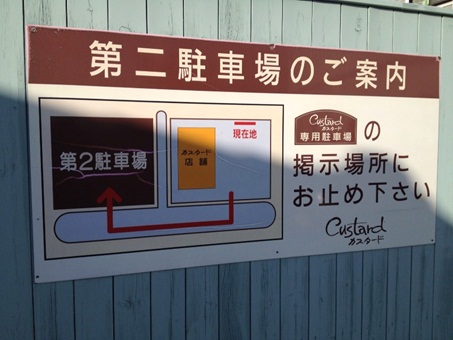 第二駐車場のご案内
第2駐車場
カスタード
店舗
現在地
Custard
カスタード
専用駐車場
の
掲示場所に
お止め下さい
Custard
カスタード